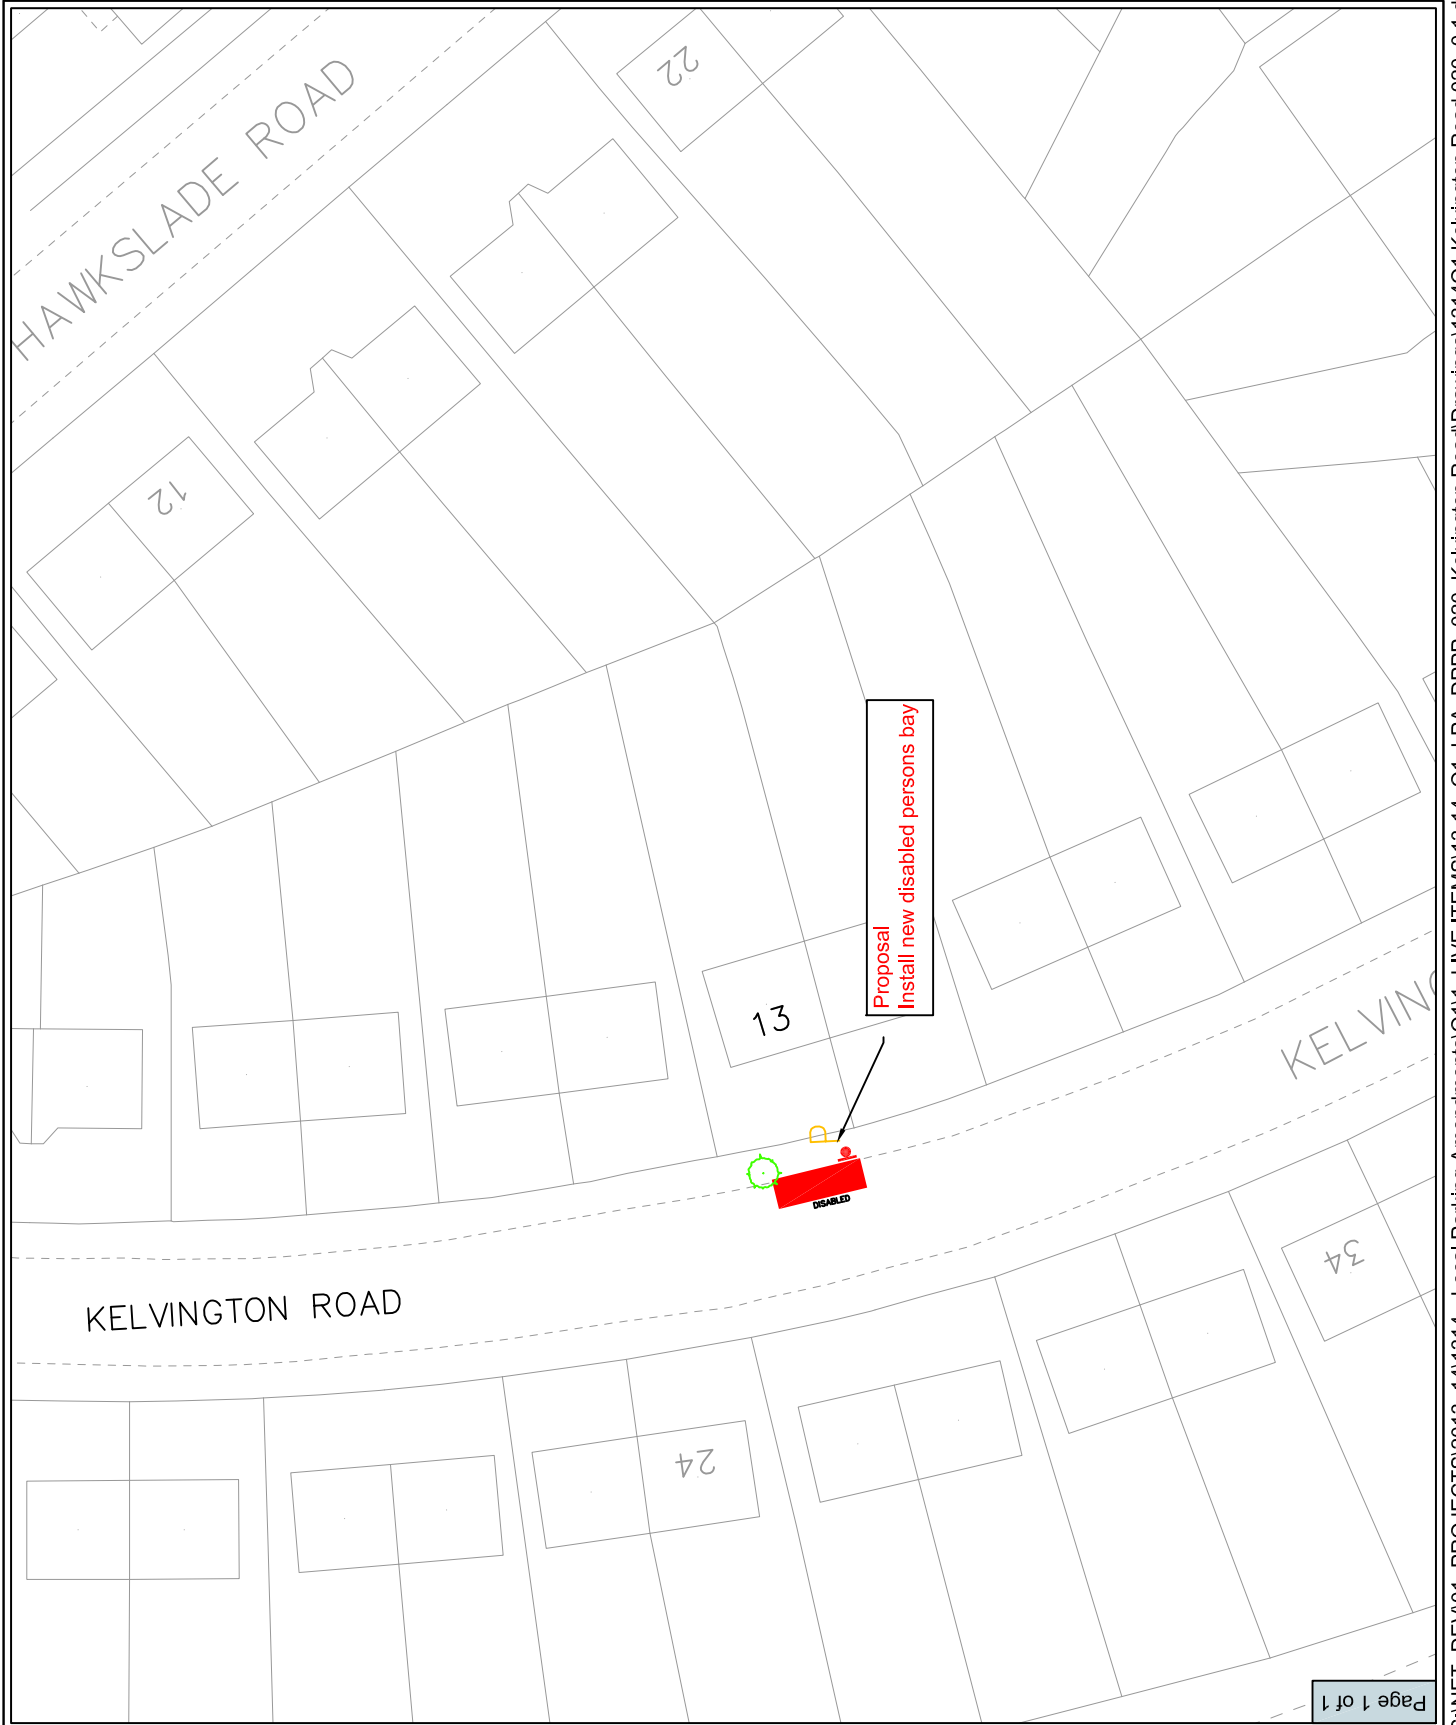 HAWKSLADE ROAD
22
12
Proposal
Install new disabled persons bay
13
DISABLED
D
KELVINGTON ROAD
KELVING
34
24
Page 1 of 1